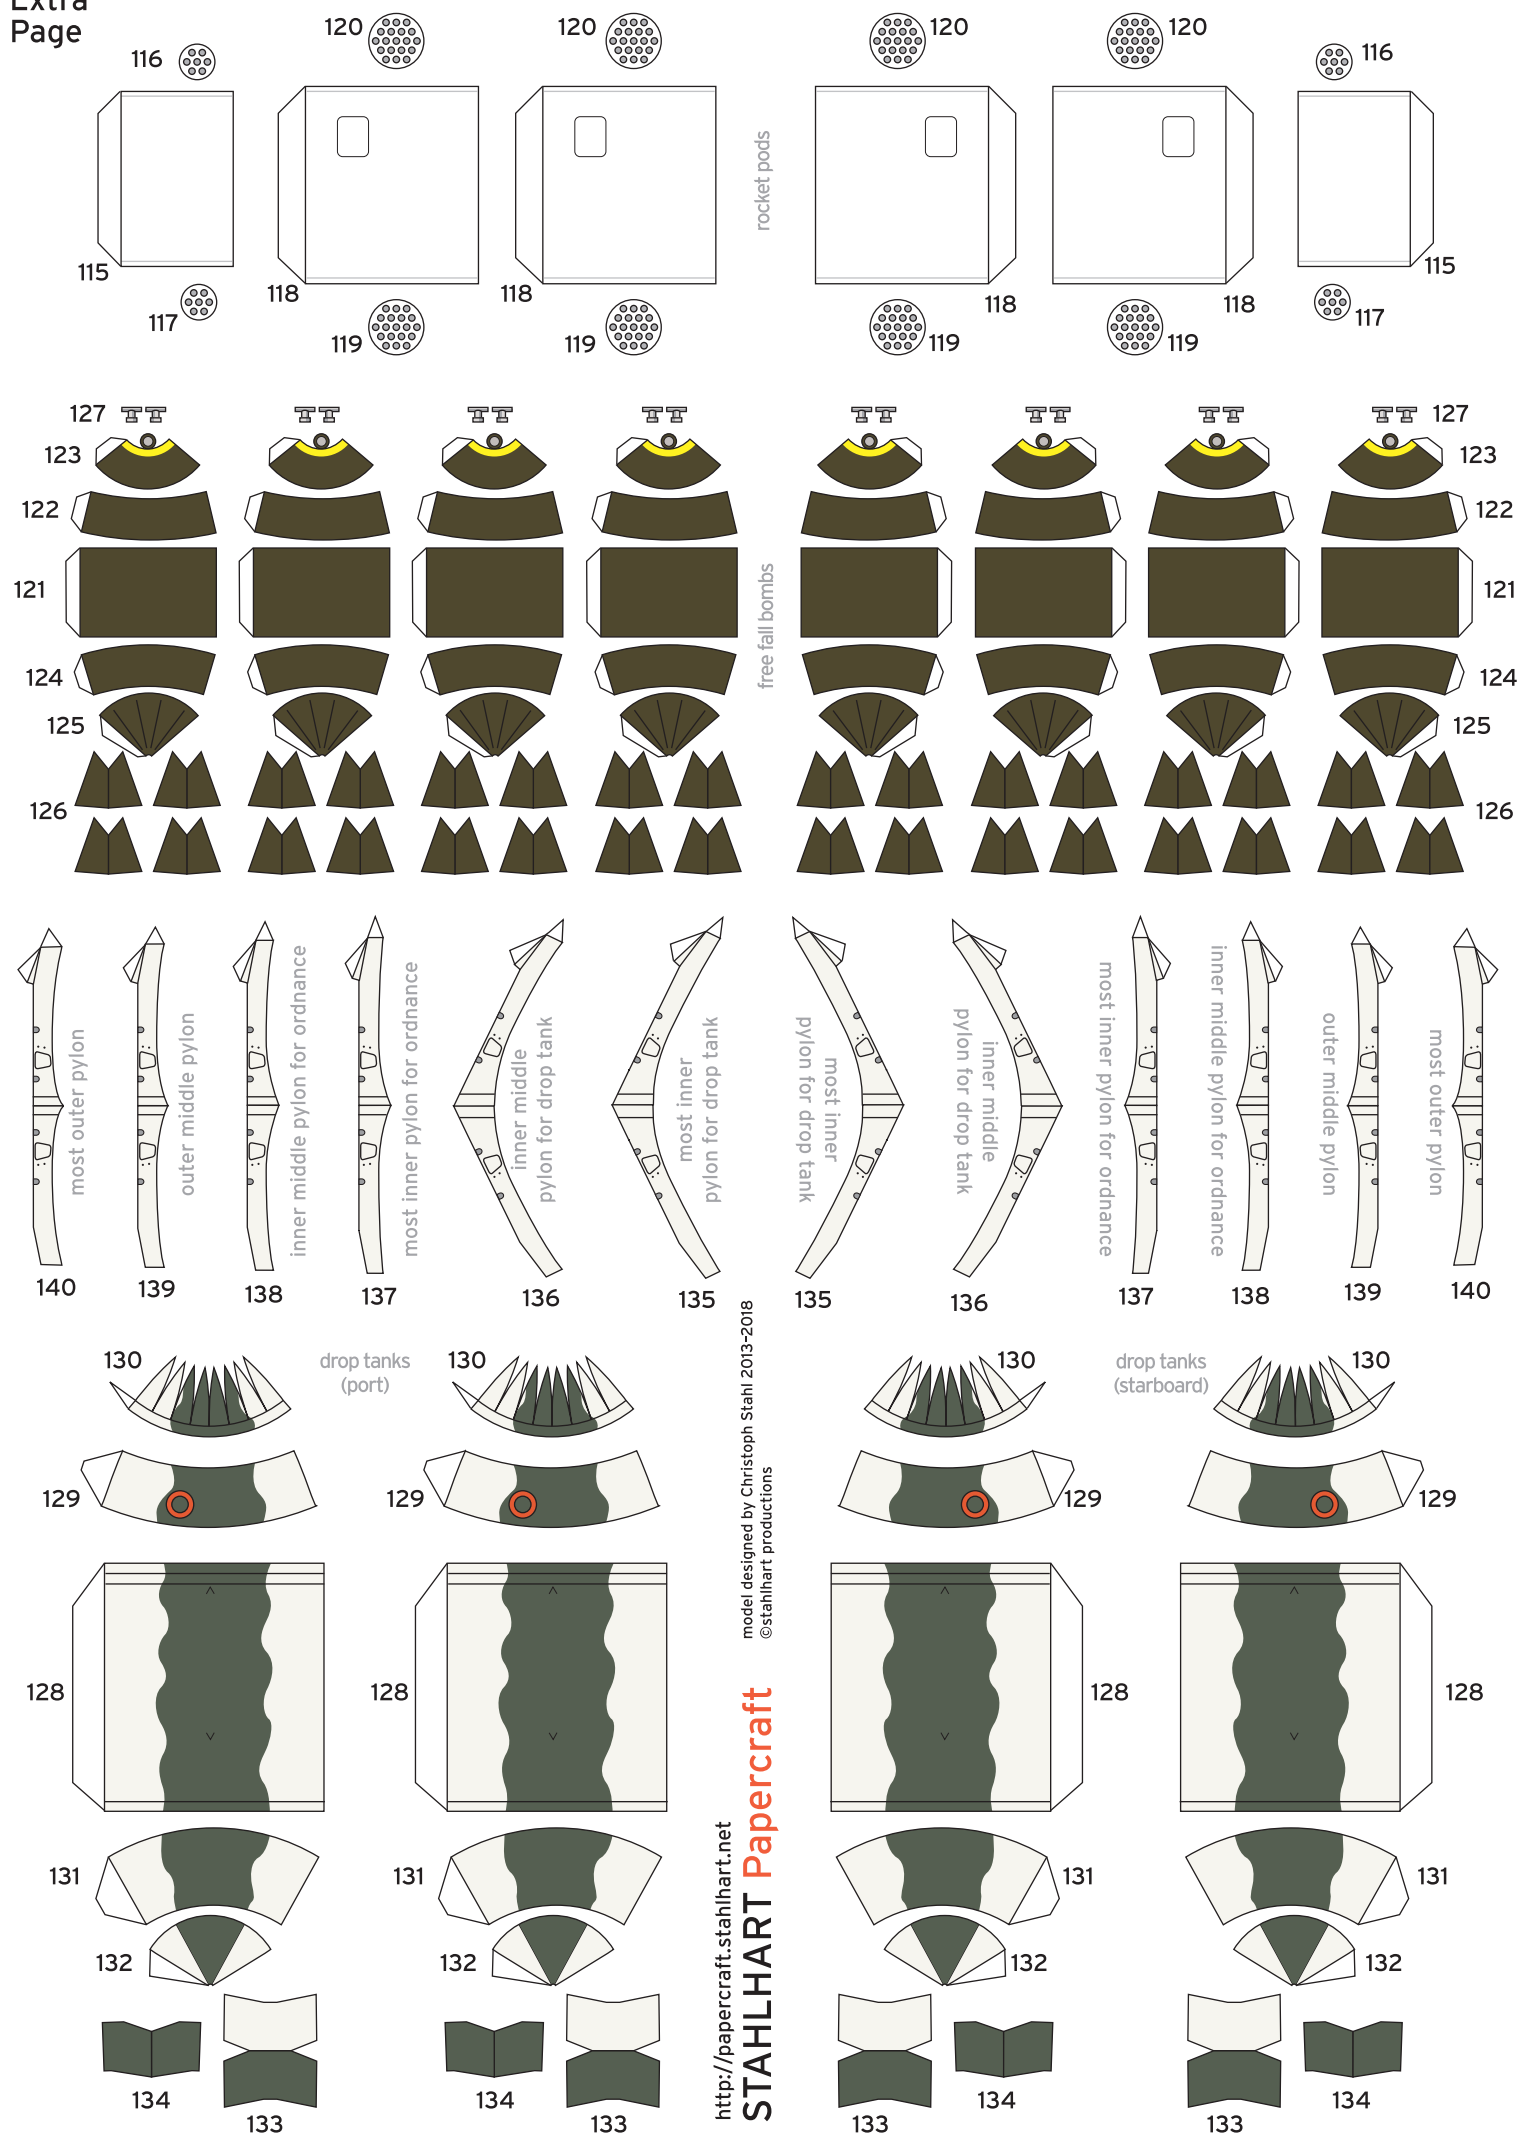 Extra
Page
116
120
120
120
120
116
115
118
118
rocket pods
118
118
115
117
119
119
119
119
117
127
127
123
123
122
122
121
free fall bombs
121
124
124
125
125
126
126
most outer pylon
outer middle pylon
inner middle pylon for ordnance
most inner pylon for ordnance
inner middle
pylon for drop tank
most inner
pylon for drop tank
most inner
pylon for drop tank
inner middle
pylon for drop tank
most inner pylon for ordnance
inner middle pylon for ordnance
outer middle pylon
most outer pylon
140
139
138
137
136
135
135
136
137
138
139
140
130
drop tanks
(port)
130
130
drop tanks
(starboard)
130
129
129
129
129
128
128
128
128
131
131
131
131
132
132
132
132
134
133
134
133
133
134
133
134
model designed by Christoph Stahl 2013-2018
©stahlhart productions
http://papercraft.stahlhart.net
STAHLHART Papercraft